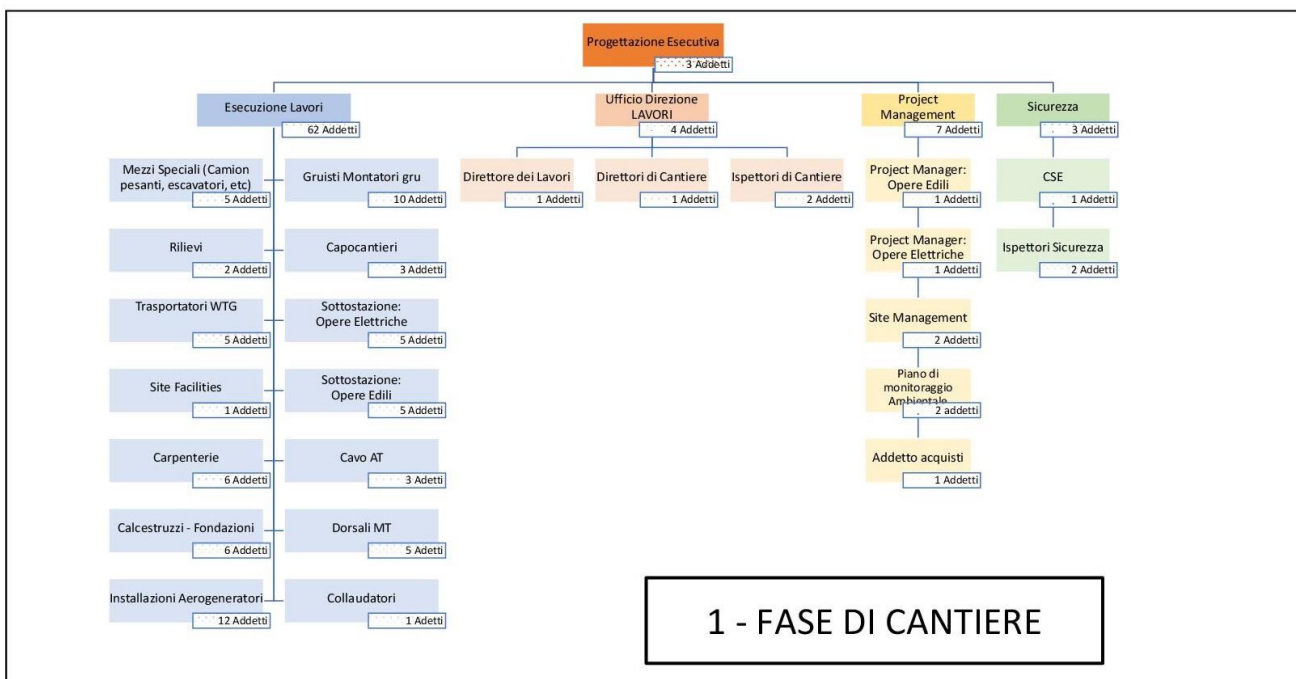 Progettazione Esecutiva
3 Addetti
Esecuzione Lavori
62 Addetti
Ufficio Direzione
LAVORI
4 Addetti
Project
Management
7 Addetti
Sicurezza
3 Addetti
Mezzi Speciali (Camion
pesanti, escavatori, etc)
5 Addetti
Gruisti Montatori gru
10 Addetti
Direttore dei Lavori
1 Addetti
Direttori di Cantiere
1 Addetti
Ispettori di Cantiere
2 Addetti
Project Manager:
Opere Edili
1 Addetti
CSE
1 Addetti
Rilievi
2 Addetti
Capocantieri
3 Addetti
Project Manager:
Opere Elettriche
1 Addetti
Ispettori Sicurezza
2 Addetti
Trasportatori WTG
5 Addetti
Sottostazione:
Opere Elettriche
5 Addetti
Site Management
2 Addetti
Site Facilities
1 Addetti
Sottostazione:
Opere Edili
5 Addetti
Piano di
monitoraggio
Ambientale
2 addetti
Carpenterie
6 Addetti
Cavo AT
3 Adetti
Addetto acquisti
1 Addetti
Calcestruzzi - Fondazioni
6 Addetti
Dorsali MT
5 Adetti
Installazioni Aerogeneratori
12 Addetti
Collaudatori
1 Adetti
1 - FASE DI CANTIERE